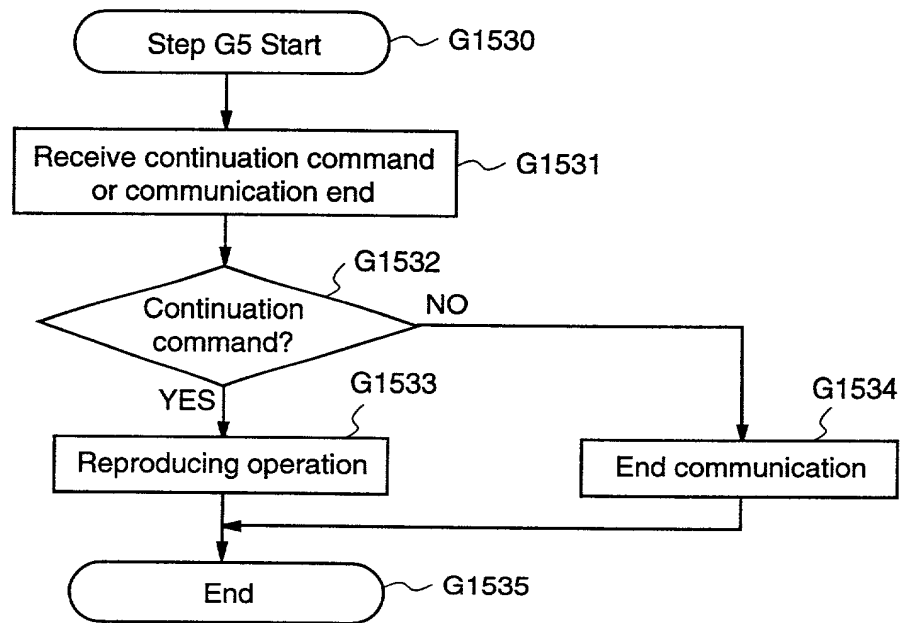 Step G5 Start
G1530
Receive continuation command
or communication end
G1531
G1532
Continuation
command?
NO
YES
G1533
G1534
Reproducing operation
End communication
End
G1535